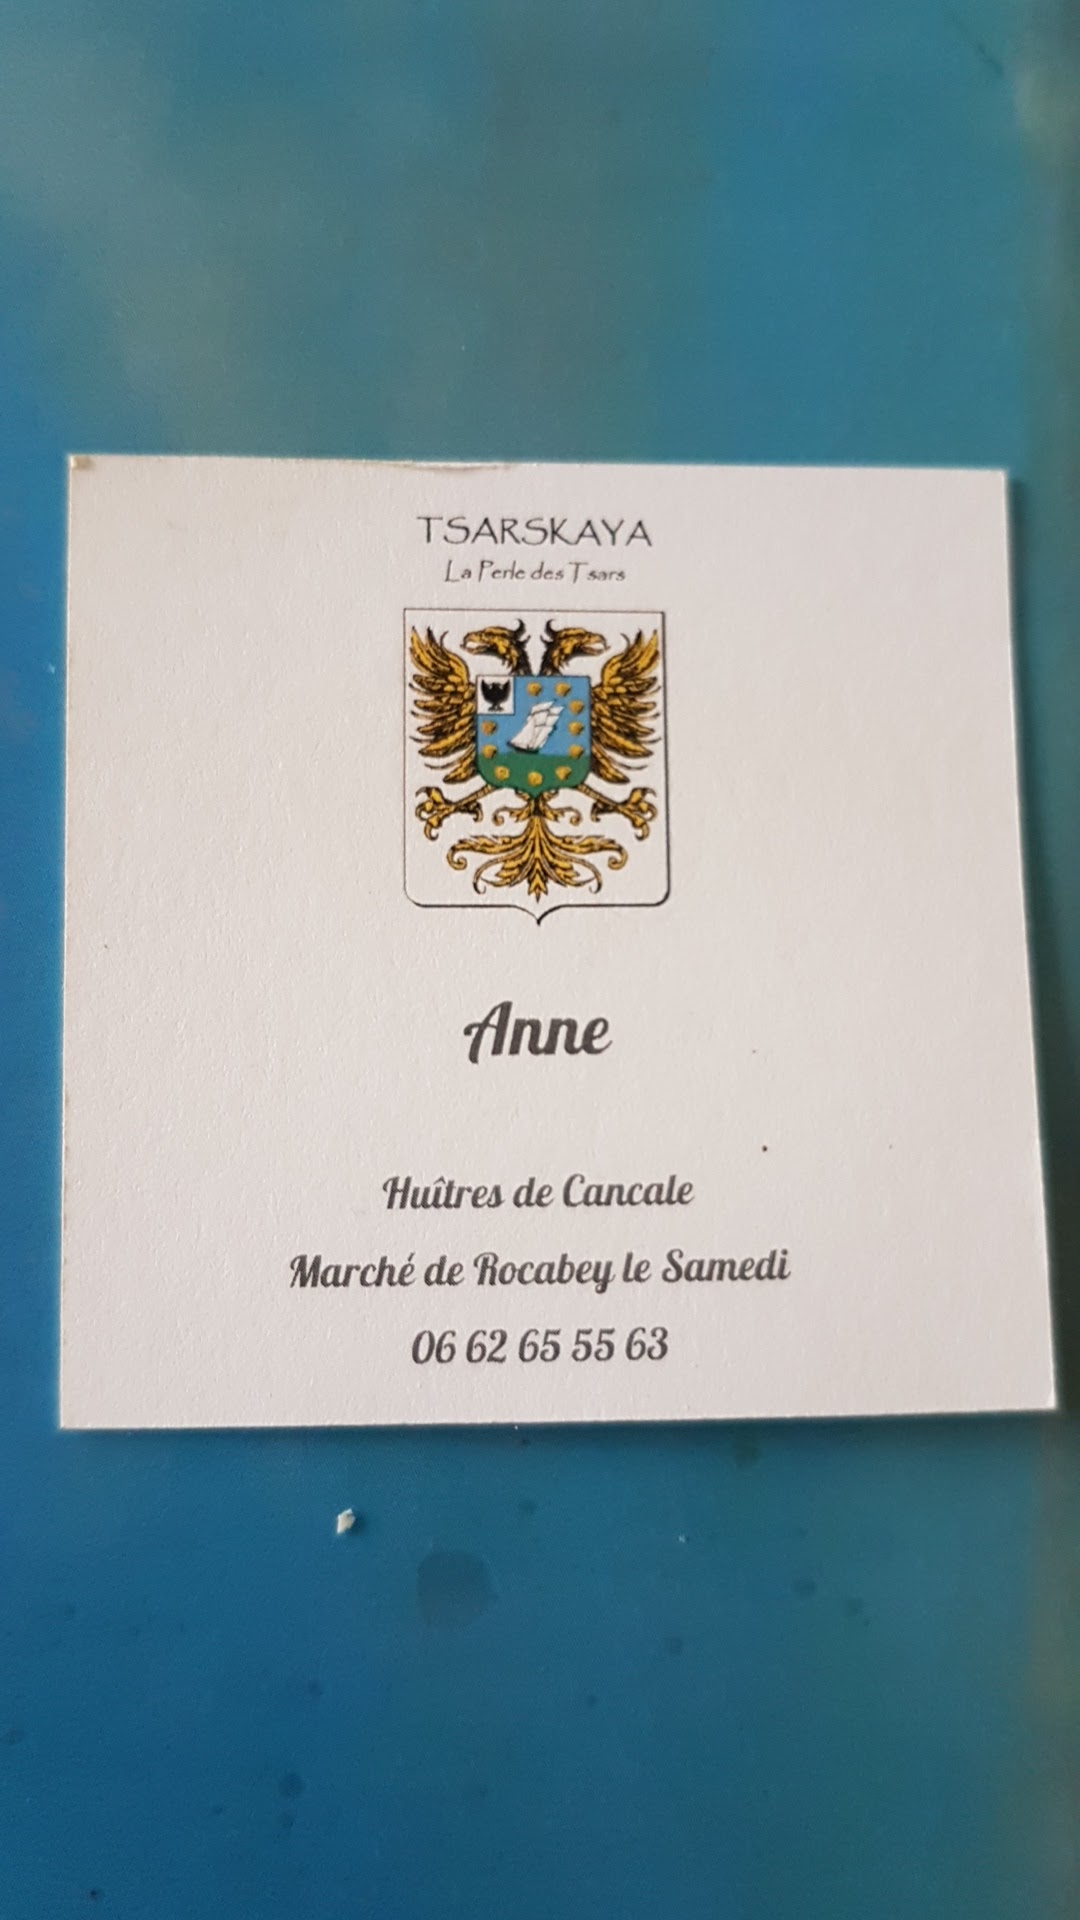 TSARSKAYA
La Perle des Tsars
Anne
Huîtres de Cancale
Marché de Rocabey le Samedi
06 62 65 55 63